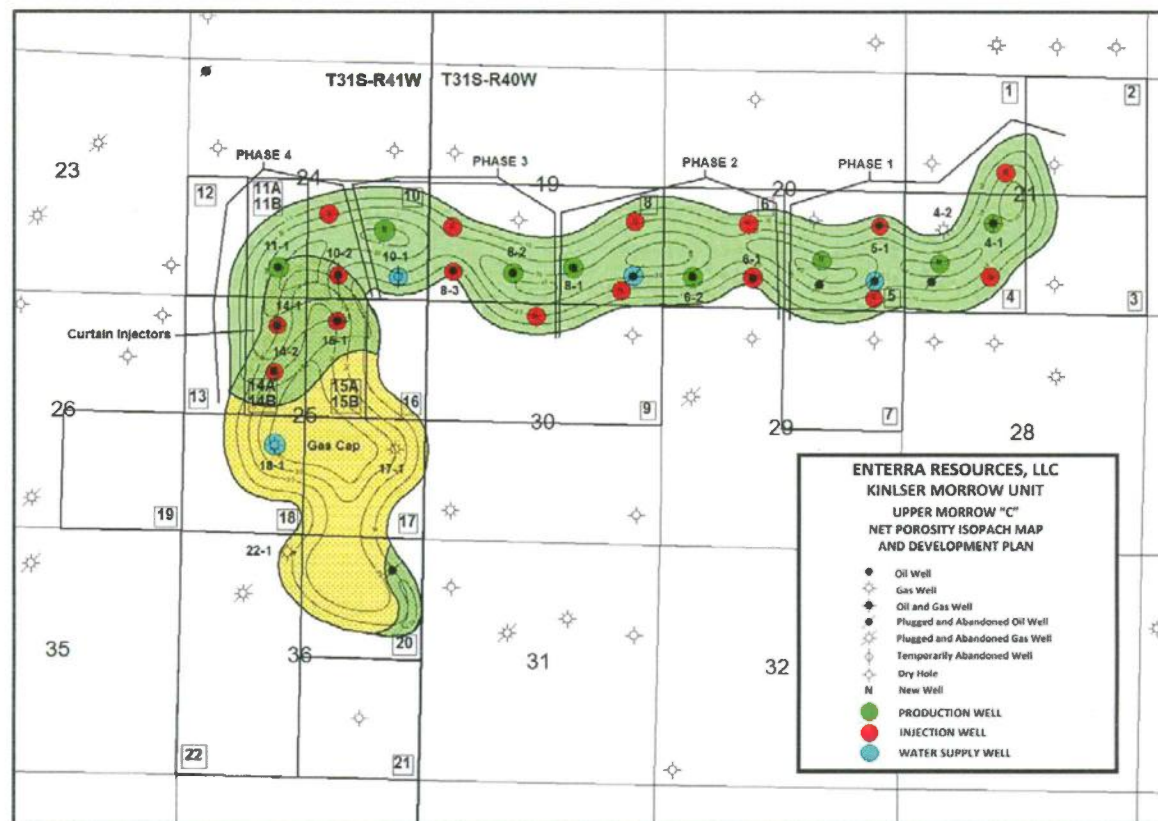 T31S-R41W
T31S-R40W
1
2
23
PHASE 4
PHASE 3
PHASE 2
PHASE 1
12
11A
11B
24
10
19
8
20
6
21
4-2
11-1
10-2
10-1
8-2
8-1
6-1
5-1
4-1
8-3
6-2
5
4
3
14-1
Curtain Injectors
14-2
15-1
14A
14B
15A
15B
13
16
26
25
30
9
29
7
28
Gas Cap
18-1
17-1
19
18
17
22-1
20
35
36
31
32
22
21
ENTERRA RESOURCES, LLC
KINLSER MORROW UNIT
UPPER MORROW "C"
NET POROSITY ISOPACH MAP
AND DEVELOPMENT PLAN
Oil Well
Gas Well
Oil and Gas Well
Plugged and Abandoned Oil Well
Plugged and Abandoned Gas Well
Temporarily Abandoned Well
Dry Hole
N New Well
PRODUCTION WELL
INJECTION WELL
WATER SUPPLY WELL